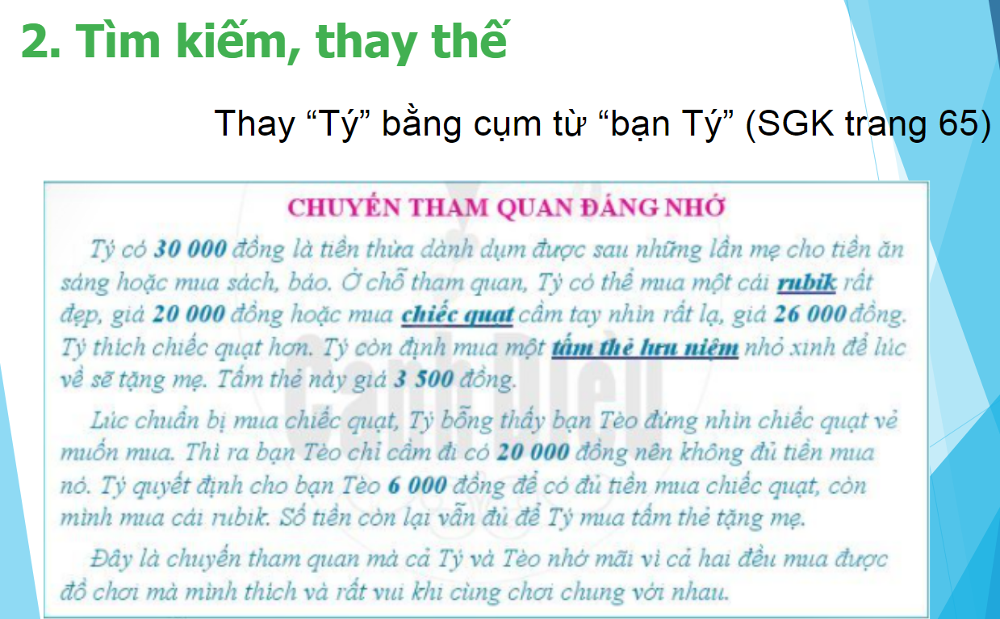 2. Tìm kiếm, thay thế
Thay “Tý” bằng cụm từ “bạn Tý” (SGK trang 65)
CHUYẾN THAM QUAN ĐÁNG NHỚ
Tý có 30 000 đồng là tiền thừa dành dụm được sau những lần mẹ cho tiền ăn
sáng hoặc mua sách, báo. Ở chỗ tham quan, Tý có thể mua một cái rubik rất
đẹp, giá 20 000 đồng hoặc mua chiếc quạt cầm tay nhìn rất lạ, giá 26 000 đồng.
Tý thích chiếc quạt hơn. Tý còn định mua một tấm thẻ lưu niệm nhỏ xinh để lúc
về sẽ tặng mẹ. Tấm thẻ này giá 3 500 đồng.
Lúc chuẩn bị mua chiếc quạt, Tý bỗng thấy bạn Tèo đứng nhìn chiếc quạt vẻ
muốn mua. Thì ra bạn Tèo chỉ cầm đi có 20 000 đồng nên không đủ tiền mua
nó. Tý quyết định cho bạn Tèo 6 000 đồng để có đủ tiền mua chiếc quạt, còn
mình mua cái rubik. Số tiền còn lại vẫn đủ để Tý mua tấm thẻ tặng mẹ.
Đây là chuyến tham quan mà cả Tý và Tèo nhớ mãi vì cả hai đều mua được
đồ chơi mà mình thích và rất vui khi cùng chơi chung với nhau.
Cánh Diều